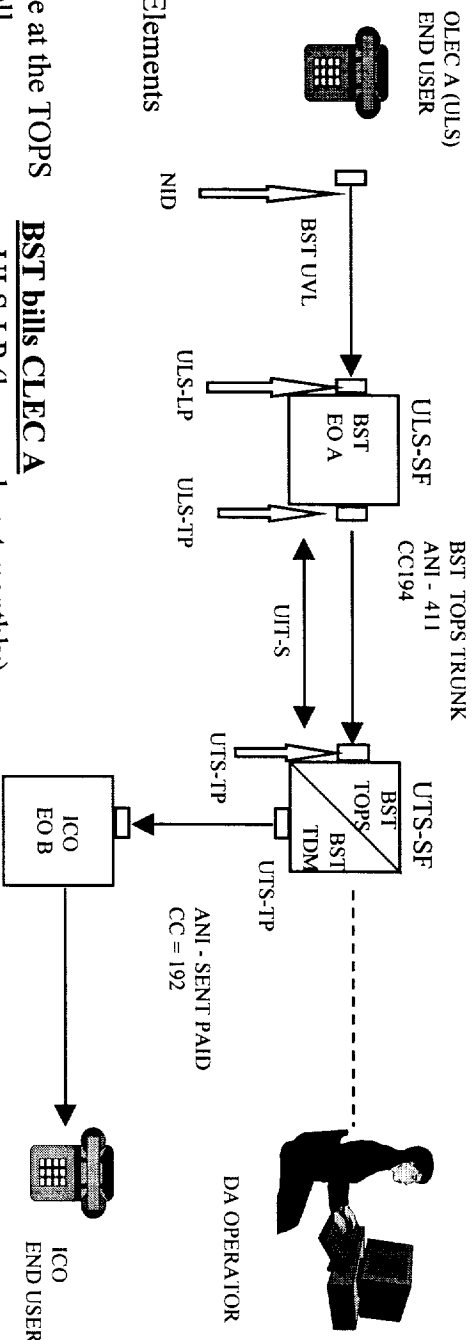 OLEC A (ULS)
END USER
NID
BST UVL
ULS-LP
ULS-SF
BST
EO A
ULS-TP
BST TOPS TRUNK
ANI - 411
CC194
UIT-S
UTS-TP
UTS-SF
BST
TOPS
BST
TDM
UTS-TP
DA OPERATOR
ANI - SENT PAID
CC = 192
ICO
EO B
ICO
END USER
Elements
e at the TOPS
BST bills CLEC A